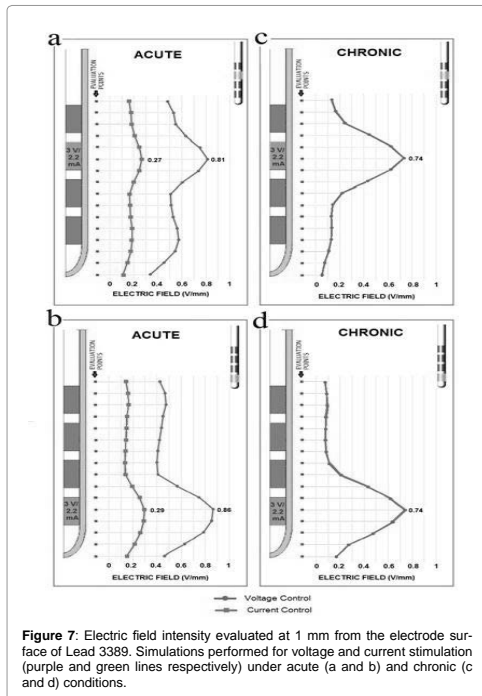 a
ACUTE
EVALUATION
POINTS
3 V/
2.2
mA
0.27
0.81
0.2 0.4 0.6 0.8 1
ELECTRIC FIELD (V/mm)
c
CHRONIC
EVALUATION
POINTS
3 V/
2.2
mA
0.74
0.2 0.4 0.6 0.8 1
ELECTRIC FIELD (V/mm)
b
ACUTE
EVALUATION
POINTS
3 V/
2.2
mA
0.29
0.86
0.2 0.4 0.6 0.8 1
ELECTRIC FIELD (V/mm)
d
CHRONIC
EVALUATION
POINTS
3 V/
2.2
mA
0.74
0.2 0.4 0.6 0.8 1
ELECTRIC FIELD (V/mm)
Voltage Control
Current Control
Figure 7: Electric field intensity evaluated at 1 mm from the electrode sur-
face of Lead 3389. Simulations performed for voltage and current stimulation
(purple and green lines respectively) under acute (a and b) and chronic (c
and d) conditions.